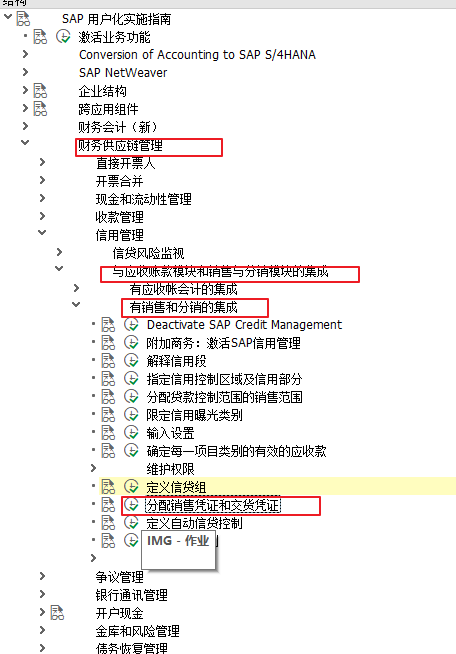 结构
SAP 用户化实施指南
激活业务功能
Conversion of Accounting to SAP S/4HANA
SAP NetWeaver
企业结构
跨应用组件
财务会计（新）
财务供应链管理
直接开票人
开票合并
现金和流动性管理
收款管理
信用管理
信贷风险监视
与应收账款模块和销售与分销模块的集成
有应收帐会计的集成
有销售和分销的集成
Deactivate SAP Credit Management
附加商务：激活SAP信用管理
解释信用段
指定信用控制区域及信用部分
分配贷款控制范围的销售范围
限定信用曝光类别
输入设置
确定每一项目类别的有效的应收款
维护权限
定义信贷组
分配销售凭证和交货凭证
定义自动信贷控制
IMG - 作业
争议管理
银行通讯管理
开户现金
金库和风险管理
债务恢复管理